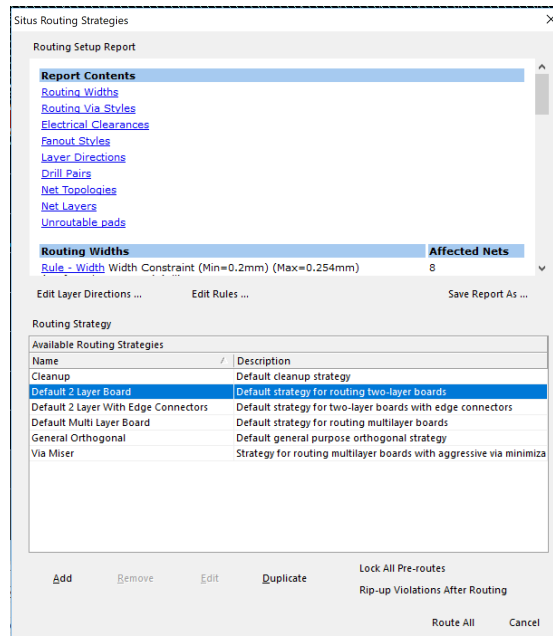 Situs Routing Strategies
Routing Setup Report
Report Contents
Routing Widths
Routing Via Styles
Electrical Clearances
Fanout Styles
Layer Directions
Drill Pairs
Net Topologies
Net Layers
Unroutable pads
Routing Widths Affected Nets
Rule - Width Width Constraint (Min=0.2mm) (Max=0.254mm) 8
Edit Layer Directions ... Edit Rules ... Save Report As ...
Routing Strategy
Available Routing Strategies
Name Description
Cleanup Default cleanup strategy
Default 2 Layer Board Default strategy for routing two-layer boards
Default 2 Layer With Edge Connectors Default strategy for two-layer boards with edge connectors
Default Multi Layer Board Default strategy for routing multilayer boards
General Orthogonal Default general purpose orthogonal strategy
Via Miser Strategy for routing multilayer boards with aggressive via minimiza
Add Remove Edit Duplicate
Lock All Pre-routes
Rip-up Violations After Routing
Route All Cancel